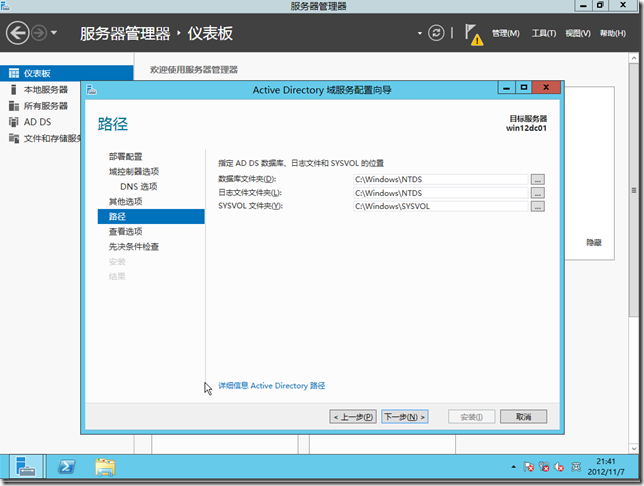 服务器管理器
服务器管理器 · 仪表板
管理(M) 工具(T) 视图(V) 帮助(H)
仪表板
本地服务器
所有服务器
AD DS
文件和存储服务
欢迎使用服务器管理器
Active Directory 域服务配置向导
路径
目标服务器
win12dc01
部署配置
域控制器选项
DNS 选项
其他选项
路径
查看选项
先决条件检查
安装
结果
指定 AD DS 数据库、日志文件和 SYSVOL 的位置
数据库文件夹(D): C:\Windows\NTDS ...
日志文件文件夹(L): C:\Windows\NTDS ...
SYSVOL 文件夹(Y): C:\Windows\SYSVOL ...
隐藏
详细信息 Active Directory 路径
< 上一步(P) 下一步(N) > 安装(I) 取消
21:41
2012/11/7